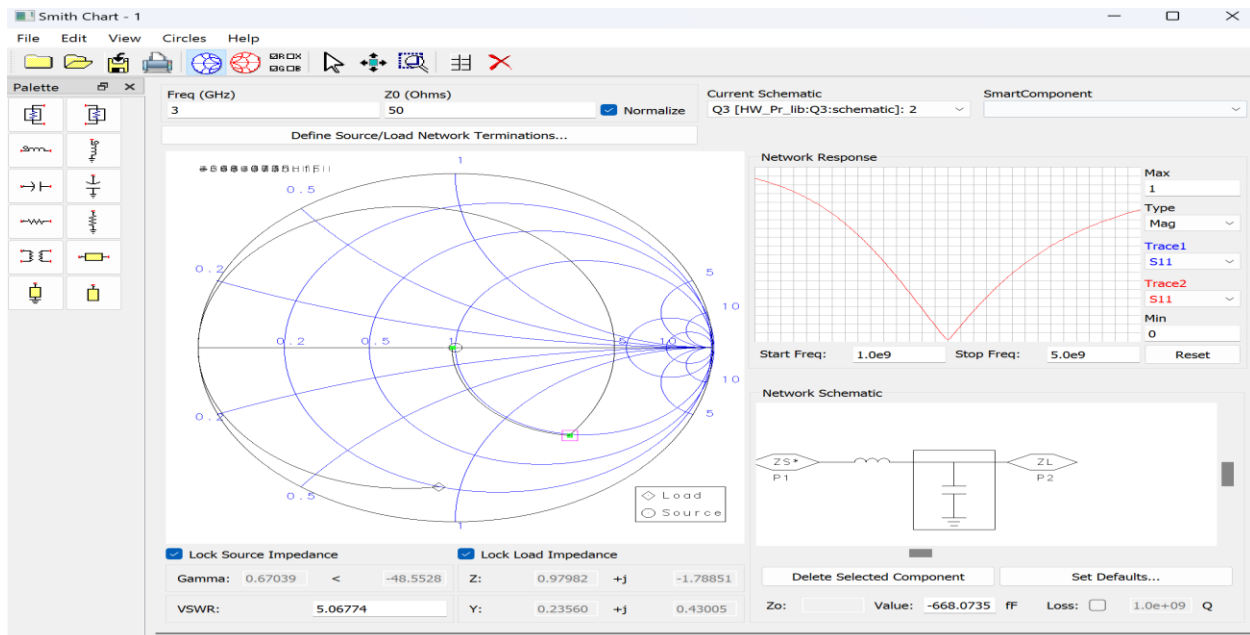 Smith Chart - 1
File Edit View Circles Help
Palette
Freq (GHz)
Z0 (Ohms)
3
50
Normalize
Current Schematic
SmartComponent
Q3 [HW_Pr_lib:Q3:schematic]: 2
Define Source/Load Network Terminations...
1
0.5
0.2
5
10
0.2 0.5 1 5 10
10
5
0.2
0.5
1
Load
Source
Network Response
Max
1
Type
Mag
Trace1
S11
Trace2
S11
Min
0
Start Freq: 1.0e9 Stop Freq: 5.0e9 Reset
Network Schematic
ZS*
P1
ZL
P2
Lock Source Impedance
Lock Load Impedance
Gamma: 0.67039 < -48.5528 Z: 0.97982 +j -1.78851
VSWR: 5.06774 Y: 0.23560 +j 0.43005
Delete Selected Component
Set Defaults...
Zo: Value: -668.0735 fF Loss: 1.0e+09 Q